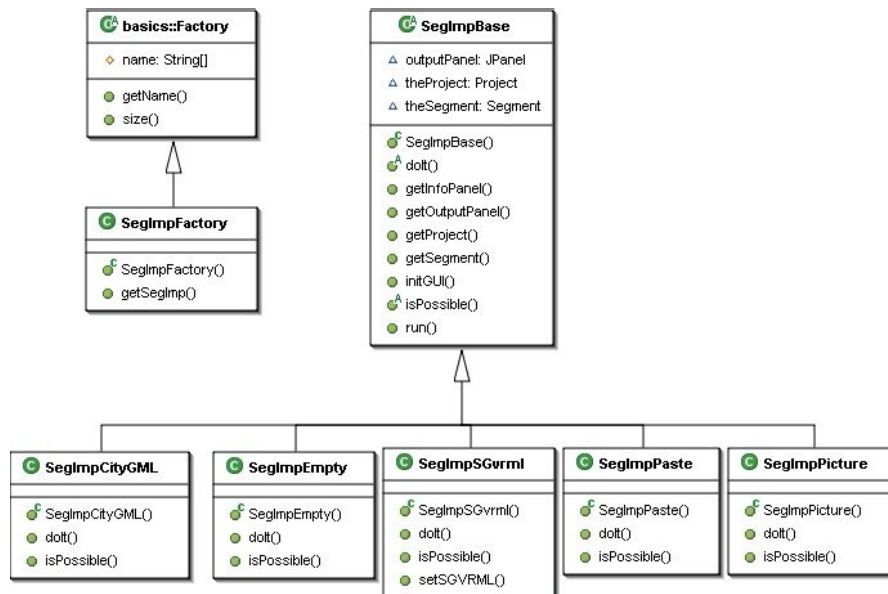 basics::Factory
name: String[]
getName()
size()
SegImpFactory
SegImpFactory()
getSegImp()
SegImpBase
outputPanel: JPanel
theProject: Project
theSegment: Segment
SegImpBase()
doIt()
getInfoPanel()
getOutputPanel()
getProject()
getSegment()
initGUI()
isPossible()
run()
SegImpCityGML
SegImpCityGML()
doIt()
isPossible()
SegImpEmpty
SegImpEmpty()
doIt()
isPossible()
SegImpSGvrml
SegImpSGvrml()
doIt()
isPossible()
setSGVRML()
SegImpPaste
SegImpPaste()
doIt()
isPossible()
SegImpPicture
SegImpPicture()
doIt()
isPossible()